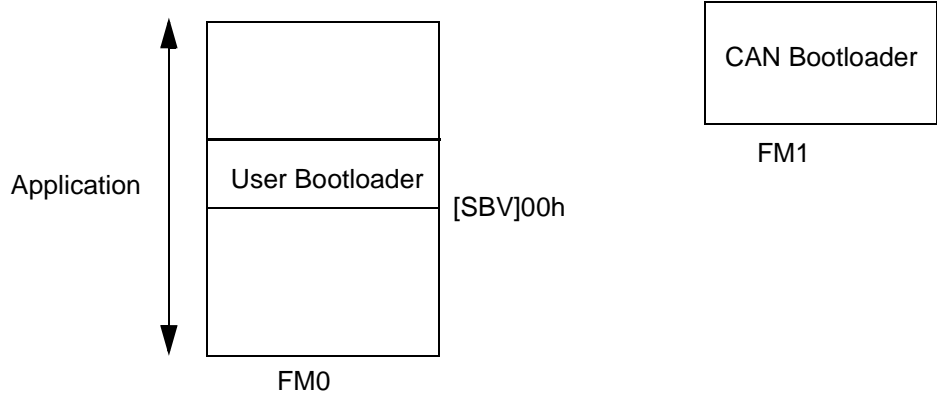 CAN Bootloader
FM1
Application
User Bootloader
[SBV]00h
FM0